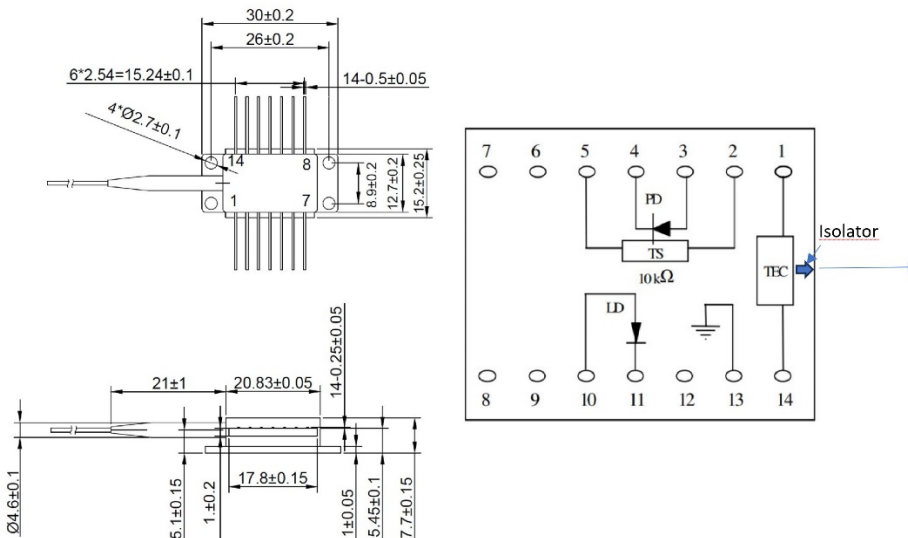 30±0.2
26±0.2
6*2.54=15.24±0.1
14-0.5±0.05
4*Ø2.7±0.1
14
8
1
7
8.9±0.2
12.7±0.2
15.2±0.25
21±1
20.83±0.05
14-0.25±0.05
17.8±0.15
Ø4.6±0.1
5.1±0.15
1.±0.2
1±0.05
5.45±0.1
7.7±0.15
7 6 5 4 3 2 1
PD
TS
10kΩ
TEC
Isolator
LD
8 9 10 11 12 13 14